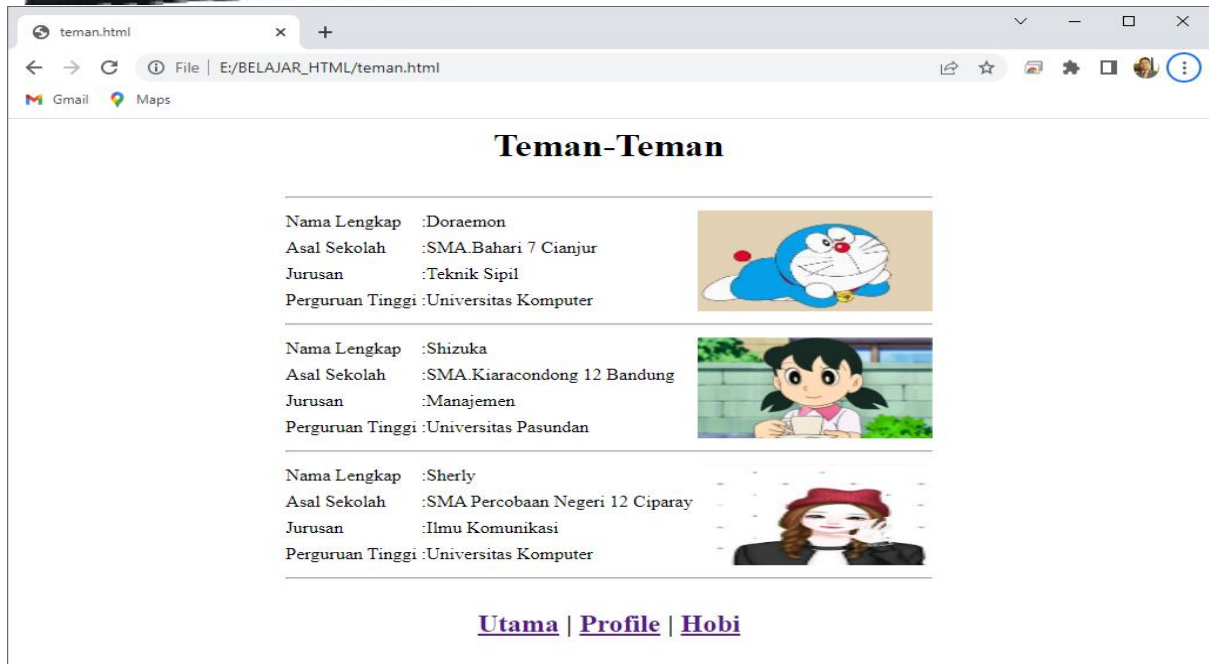 teman.html
File | E:/BELAJAR_HTML/teman.html
Gmail Maps
Teman-Teman
Nama Lengkap :Doraemon
Asal Sekolah :SMA.Bahari 7 Cianjur
Jurusan :Teknik Sipil
Perguruan Tinggi :Universitas Komputer
Nama Lengkap :Shizuka
Asal Sekolah :SMA.Kiaracondong 12 Bandung
Jurusan :Manajemen
Perguruan Tinggi :Universitas Pasundan
Nama Lengkap :Sherly
Asal Sekolah :SMA Percobaan Negeri 12 Ciparay
Jurusan :Ilmu Komunikasi
Perguruan Tinggi :Universitas Komputer
Utama | Profile | Hobi